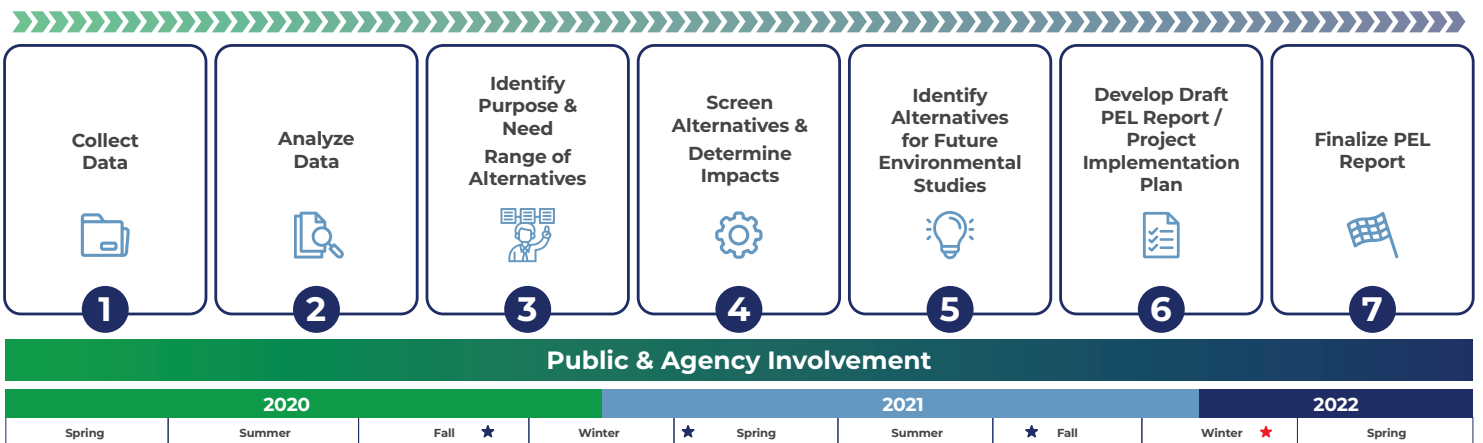 Collect
Data
1
Analyze
Data
2
Identify
Purpose &
Need
Range of
Alternatives
3
Screen
Alternatives &
Determine
Impacts
4
Identify
Alternatives
for Future
Environmental
Studies
5
Develop Draft
PEL Report /
Project
Implementation
Plan
6
Finalize PEL
Report
7
Public & Agency Involvement
2020 2021 2022
Spring Summer Fall Winter Spring Summer Fall Winter Spring